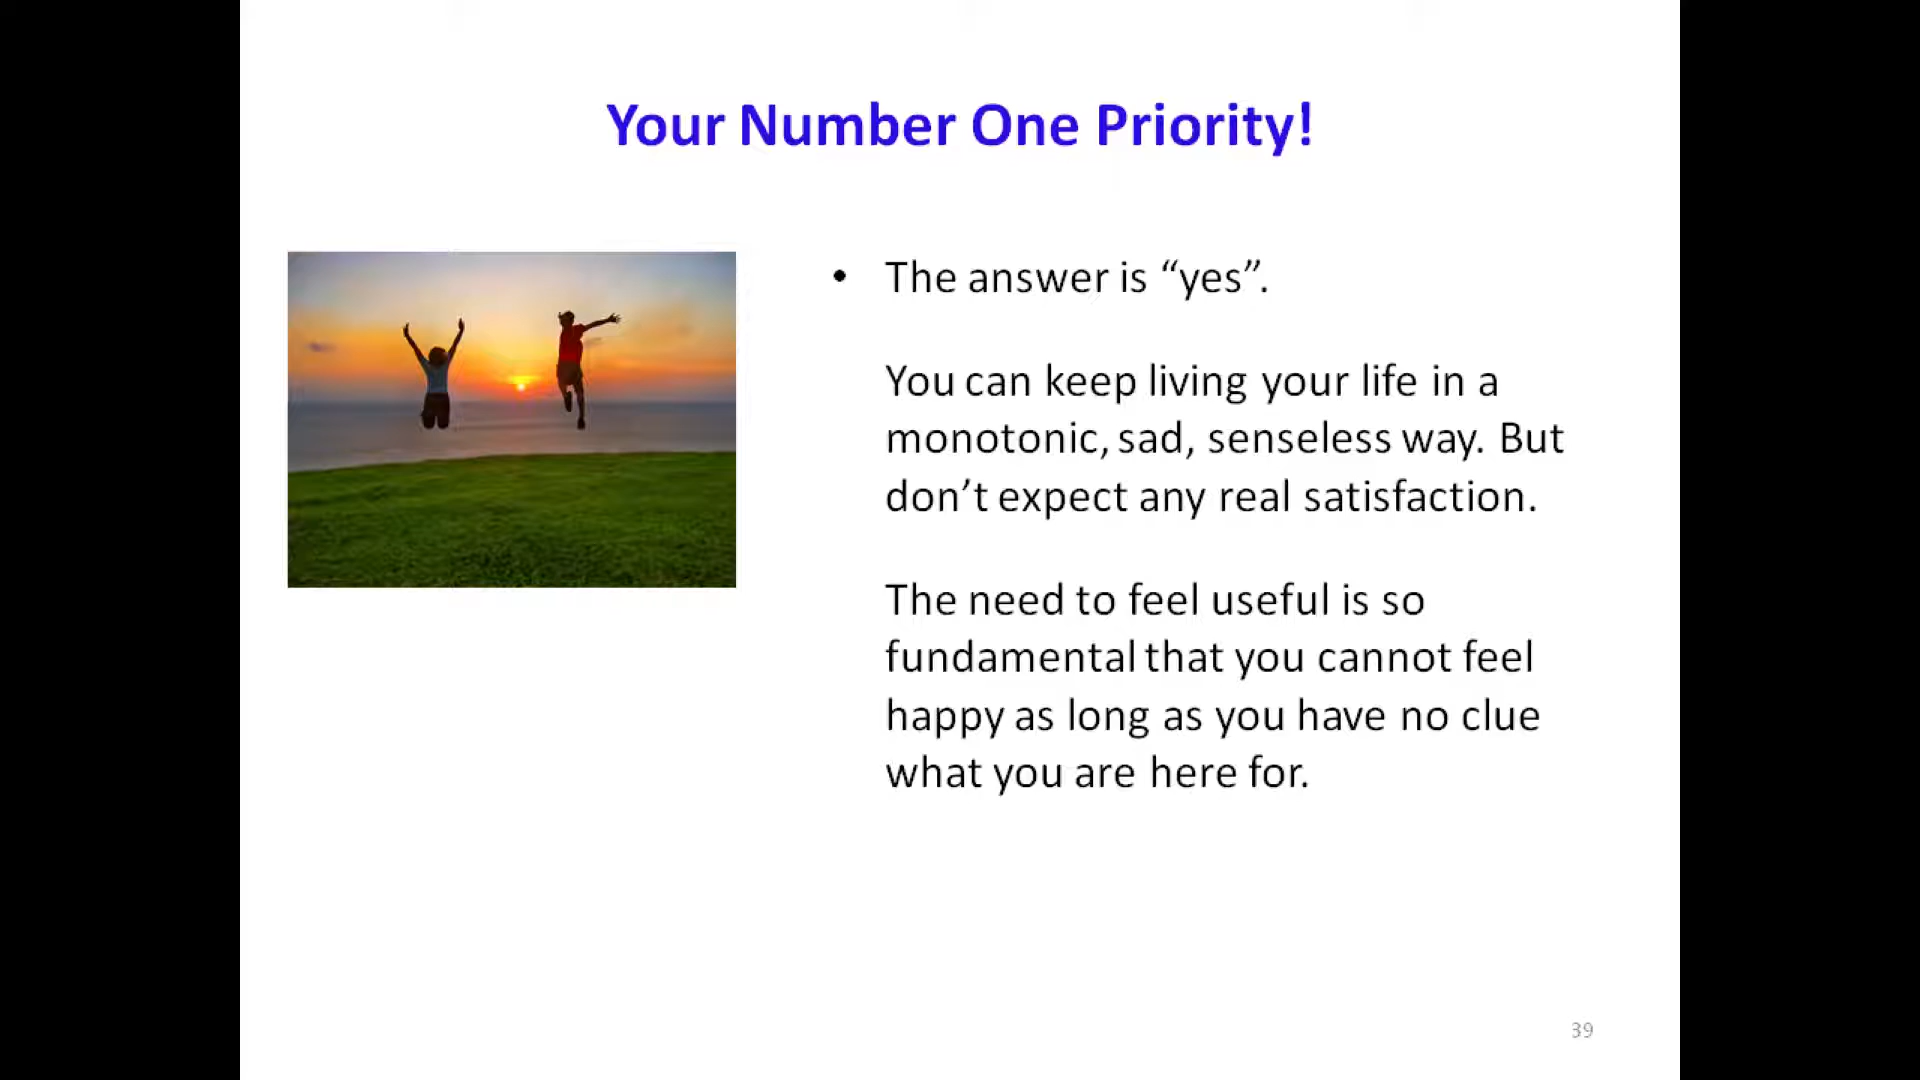 Your Number One Priority!
• The answer is “yes”.
You can keep living your life in a
monotonic, sad, senseless way. But
don’t expect any real satisfaction.
The need to feel useful is so
fundamental that you cannot feel
happy as long as you have no clue
what you are here for.
39